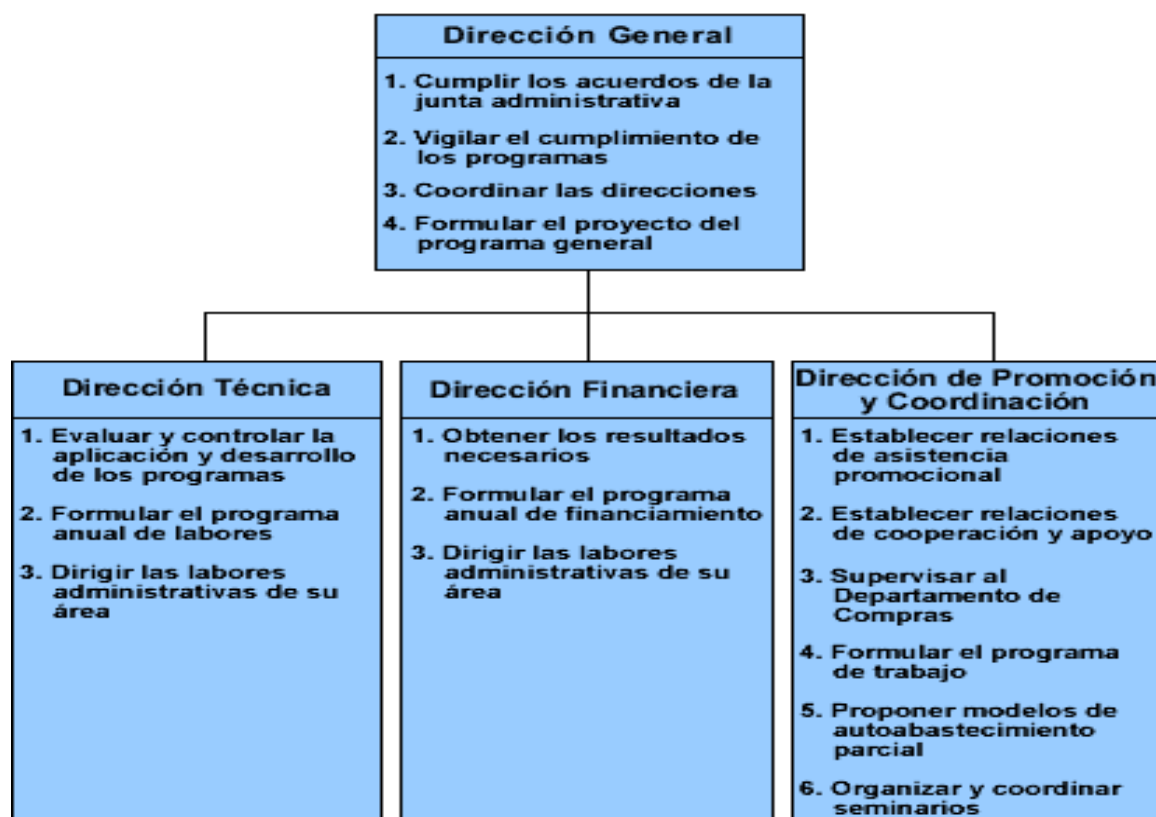 Dirección General
1. Cumplir los acuerdos de la
junta administrativa
2. Vigilar el cumplimiento de
los programas
3. Coordinar las direcciones
4. Formular el proyecto del
programa general
Dirección Técnica
1. Evaluar y controlar la
aplicación y desarrollo
de los programas
2. Formular el programa
anual de labores
3. Dirigir las labores
administrativas de su
área
Dirección Financiera
1. Obtener los resultados
necesarios
2. Formular el programa
anual de financiamiento
3. Dirigir las labores
administrativas de su
área
Dirección de Promoción
y Coordinación
1. Establecer relaciones
de asistencia
promocional
2. Establecer relaciones
de cooperación y apoyo
3. Supervisar al
Departamento de
Compras
4. Formular el programa
de trabajo
5. Proponer modelos de
autoabastecimiento
parcial
6. Organizar y coordinar
seminarios